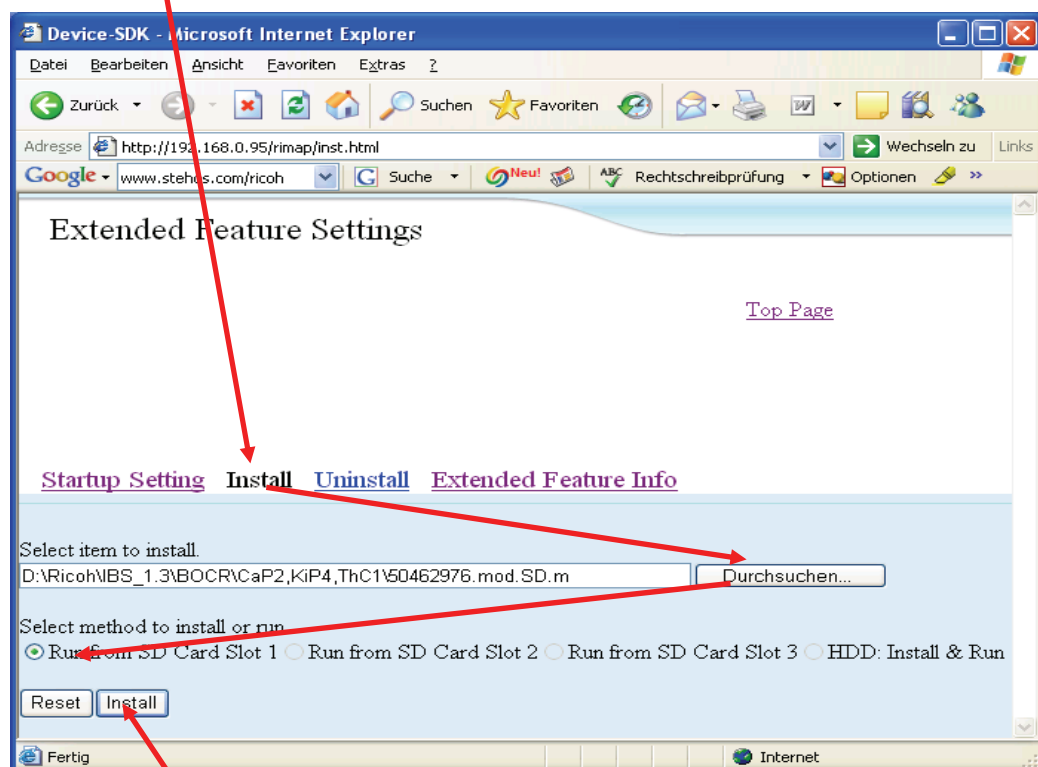 Device-SDK - Microsoft Internet Explorer
Datei Bearbeiten Ansicht Favoriten Extras ?
Zurück Suchen Favoriten
Adresse http://192.168.0.95/rimap/inst.html Wechseln zu Links
Google www.stehos.com/ricoh Suche Neu! ABC Rechtschreibprüfung Optionen »
Extended Feature Settings
Top Page
Startup Setting Install Uninstall Extended Feature Info
Select item to install.
D:\Ricoh\IBS_1.3\BOCR\CaP2,KiP4,ThC1\50462976.mod.SD.m Durchsuchen...
Select method to install or run.
Run from SD Card Slot 1 Run from SD Card Slot 2 Run from SD Card Slot 3 HDD: Install & Run
Reset Install
Fertig Internet